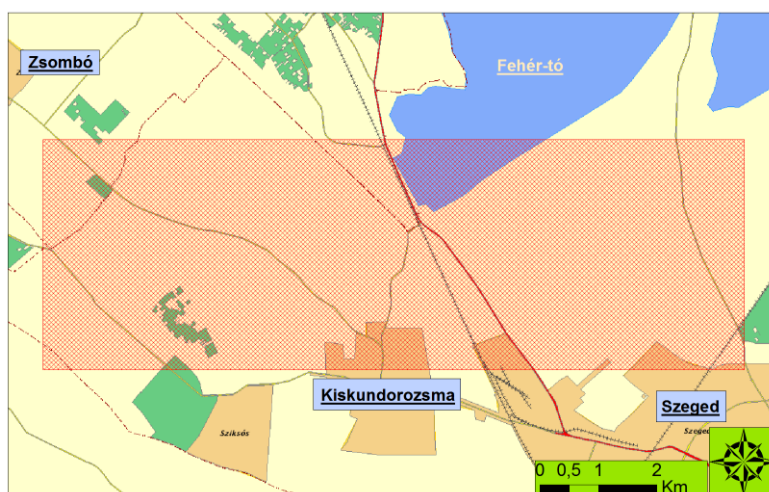 Zsombó
Fehér-tó
Kiskundorozsma
Szeged
Sziksós
Szeged
0 0,5 1 2
Km